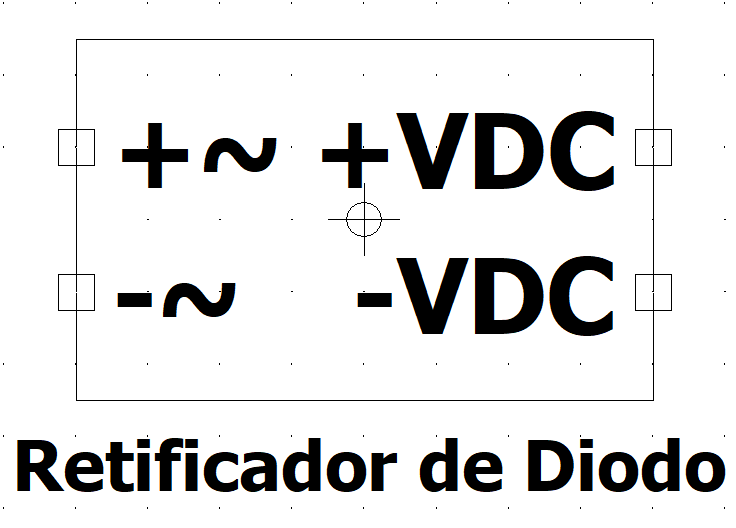 +~ +VDC
-~ -VDC
Retificador de Diodo